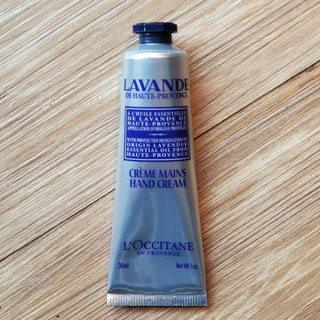 LAVANDE
DE HAUTE-PROVENCE
À L'HUILE ESSENTIELLE
DE LAVANDE DE
HAUTE-PROVENCE
APPELLATION D'ORIGINE PROTÉGÉE
WITH PROTECTED DESIGNATION OF
ORIGIN LAVENDER
ESSENTIAL OIL FROM
HAUTE-PROVENCE
CRÈME MAINS
HAND CREAM
L'OCCITANE
EN PROVENCE
30ml Net Wt 1 oz.